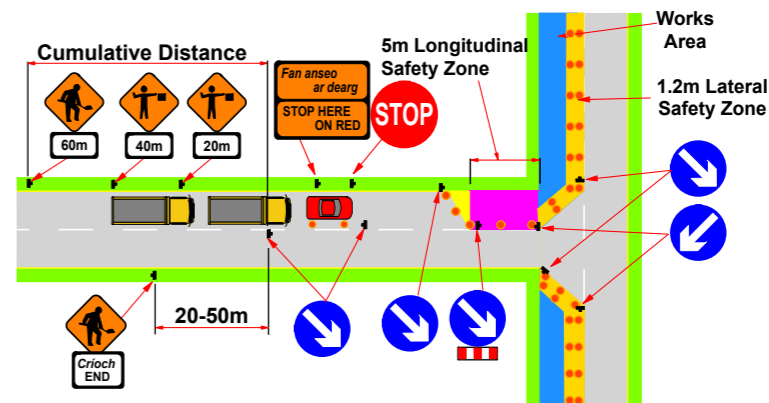 Cumulative Distance
60m
40m
20m
Fan anseo
ar dearg
STOP HERE
ON RED
STOP
5m Longitudinal
Safety Zone
Works
Area
1.2m Lateral
Safety Zone
20-50m
Críoch
END